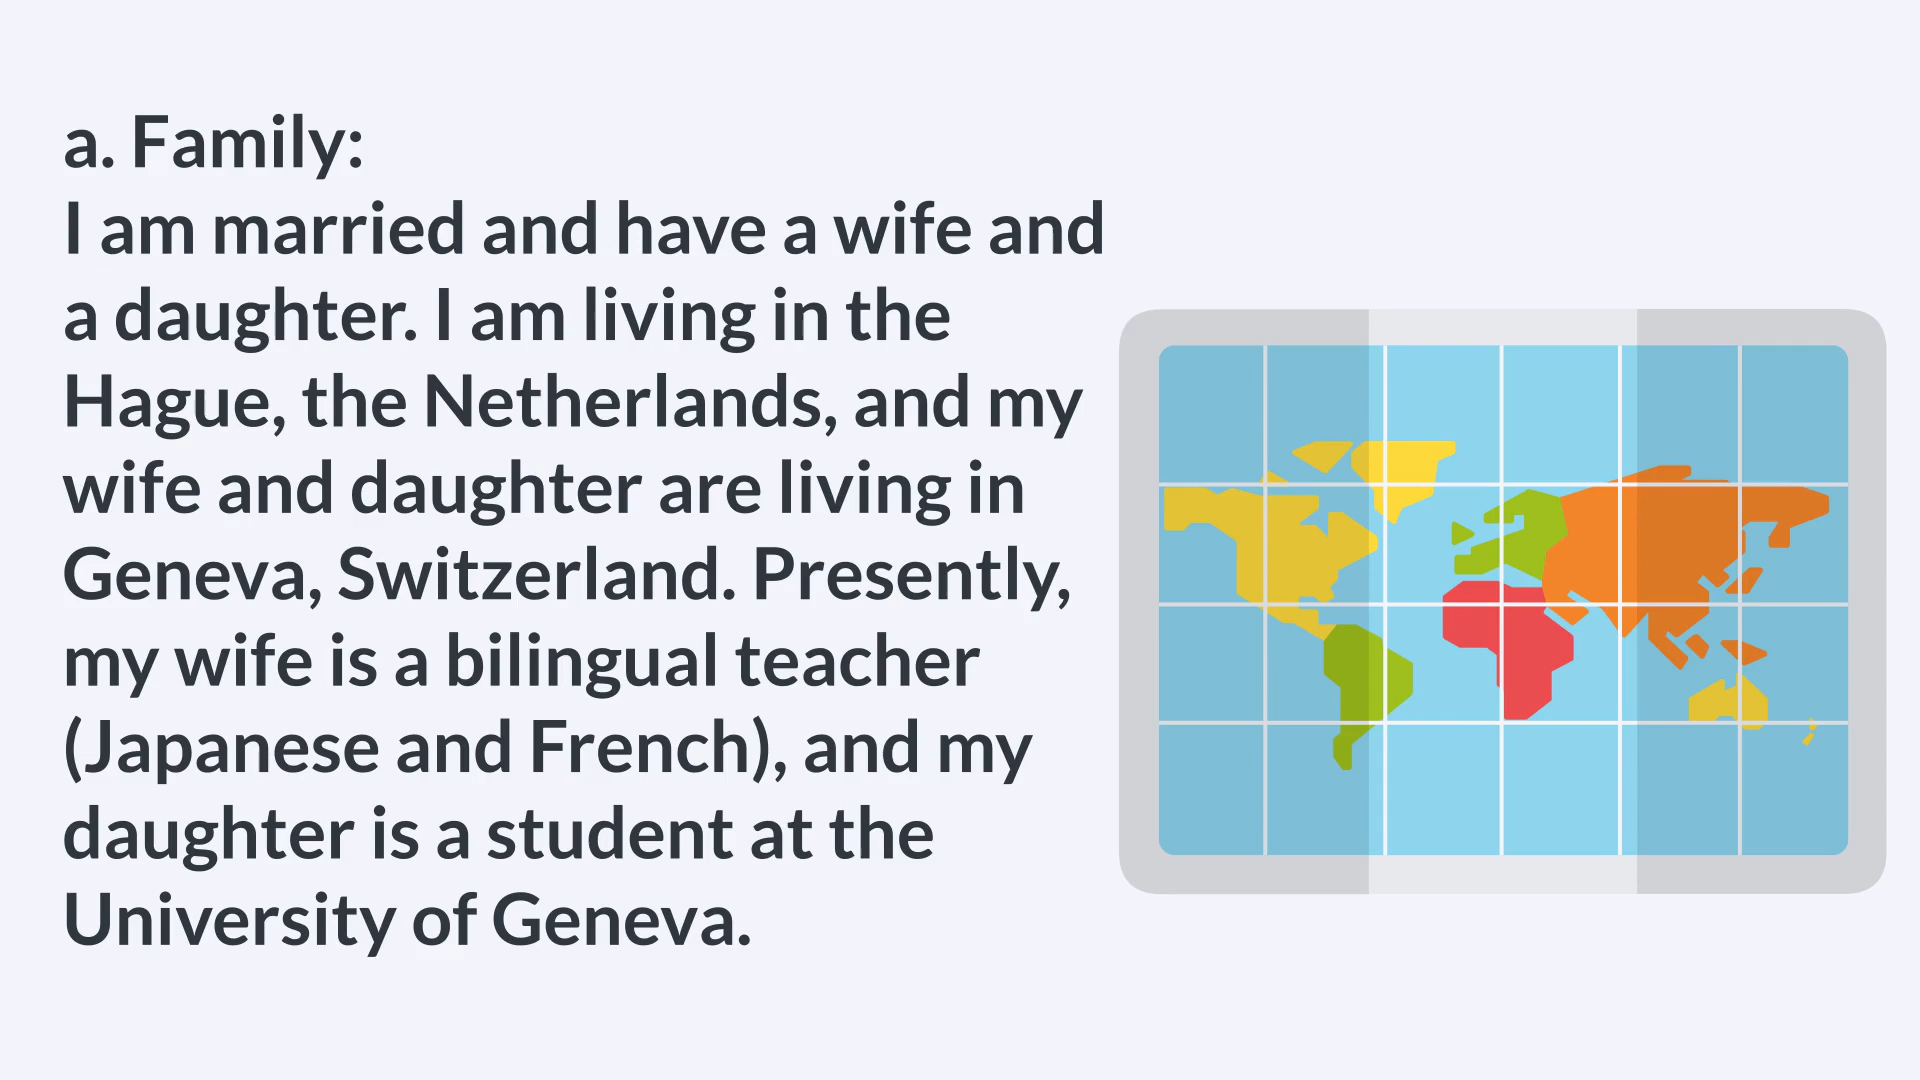 a. Family:
I am married and have a wife and
a daughter. I am living in the
Hague, the Netherlands, and my
wife and daughter are living in
Geneva, Switzerland. Presently,
my wife is a bilingual teacher
(Japanese and French), and my
daughter is a student at the
University of Geneva.